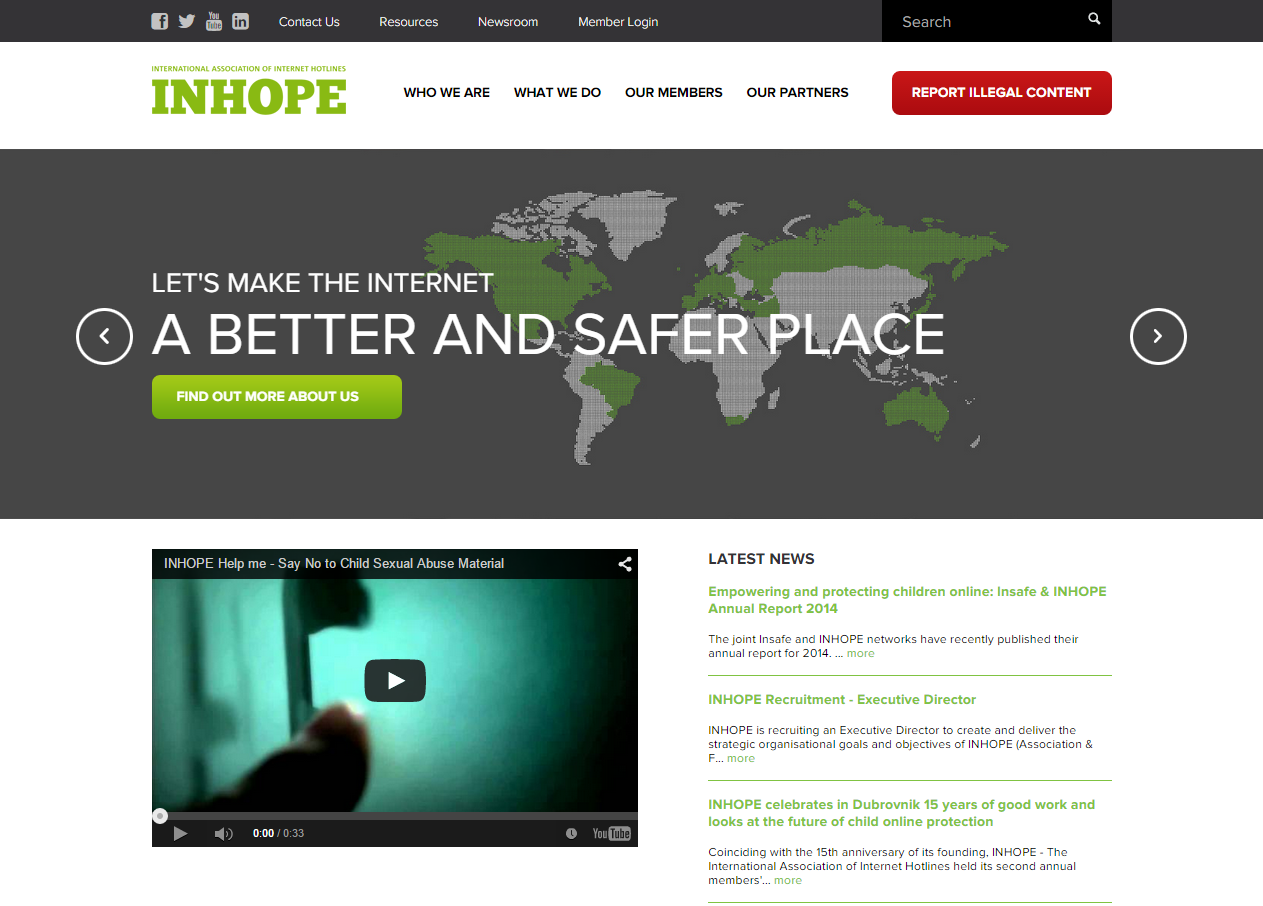 Contact Us Resources Newsroom Member Login Search
INTERNATIONAL ASSOCIATION OF INTERNET HOTLINES
INHOPE
WHO WE ARE WHAT WE DO OUR MEMBERS OUR PARTNERS REPORT ILLEGAL CONTENT
LET'S MAKE THE INTERNET
A BETTER AND SAFER PLACE
FIND OUT MORE ABOUT US
INHOPE Help me - Say No to Child Sexual Abuse Material
0:00 / 0:33 YouTube
LATEST NEWS
Empowering and protecting children online: Insafe & INHOPE
Annual Report 2014
The joint Insafe and INHOPE networks have recently published their
annual report for 2014. ... more
INHOPE Recruitment - Executive Director
INHOPE is recruiting an Executive Director to create and deliver the
strategic organisational goals and objectives of INHOPE (Association &
F... more
INHOPE celebrates in Dubrovnik 15 years of good work and
looks at the future of child online protection
Coinciding with the 15th anniversary of its founding, INHOPE - The
International Association of Internet Hotlines held its second annual
members'... more